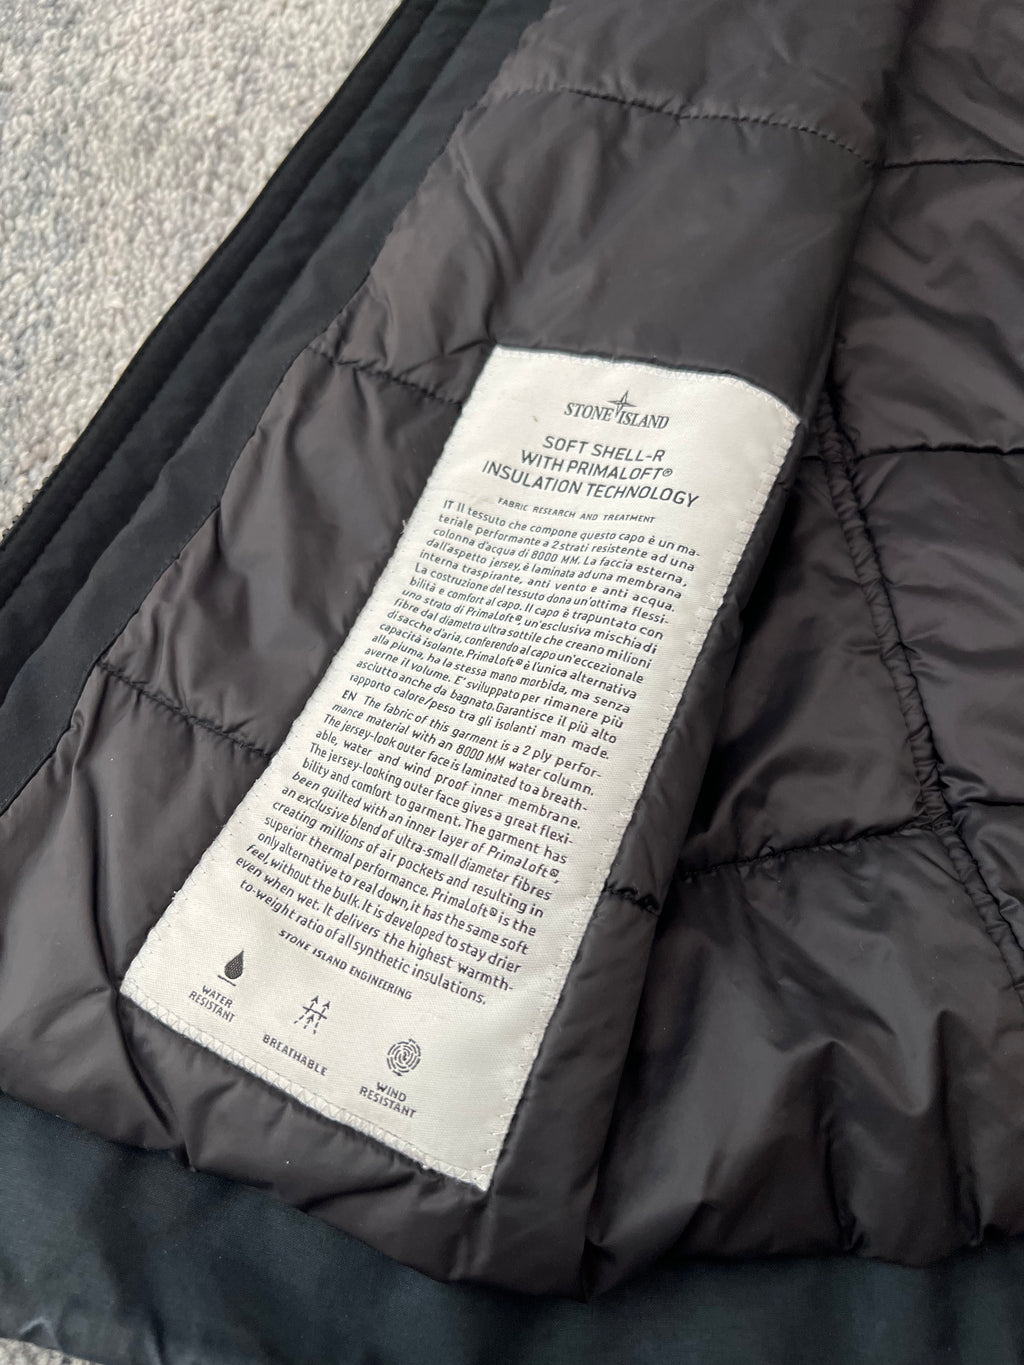 STONE ISLAND
SOFT SHELL-R
WITH PRIMALOFT®
INSULATION TECHNOLOGY
FABRIC RESEARCH AND TREATMENT
IT Il tessuto che compone questo capo è un ma-
teriale performante a 2 strati resistente ad una
colonna d'acqua di 8000 MM. La faccia esterna,
dall'aspetto jersey, è laminata ad una membrana
interna traspirante, anti vento e anti acqua.
La costruzione del tessuto dona un'ottima flessi-
bilità e comfort al capo. Il capo è trapuntato con
uno strato di PrimaLoft®, un'esclusiva mischia di
fibre dal diametro ultra sottile che creano milioni
di sacche d'aria, conferendo al capo un'eccezionale
capacità isolante. PrimaLoft® è l'unica alternativa
alla piuma, ha la stessa mano morbida, ma senza
averne il volume. E' sviluppato per rimanere più
asciutto anche da bagnato. Garantisce il più alto
rapporto calore/peso tra gli isolanti man made.
EN The fabric of this garment is a 2 ply perfor-
mance material with an 8000 MM water column.
The jersey-look outer face is laminated to a breath-
able, water and wind proof inner membrane.
The jersey-looking outer face gives a great flexi-
bility and comfort to garment. The garment has
been quilted with an inner layer of PrimaLoft®,
an exclusive blend of ultra-small diameter fibres
creating millions of air pockets and resulting in
superior thermal performance. PrimaLoft® is the
only alternative to real down, it has the same soft
feel, without the bulk. It is developed to stay drier
even when wet. It delivers the highest warmth-
to-weight ratio of all synthetic insulations.
STONE ISLAND ENGINEERING
WATER
RESISTANT
BREATHABLE
WIND
RESISTANT